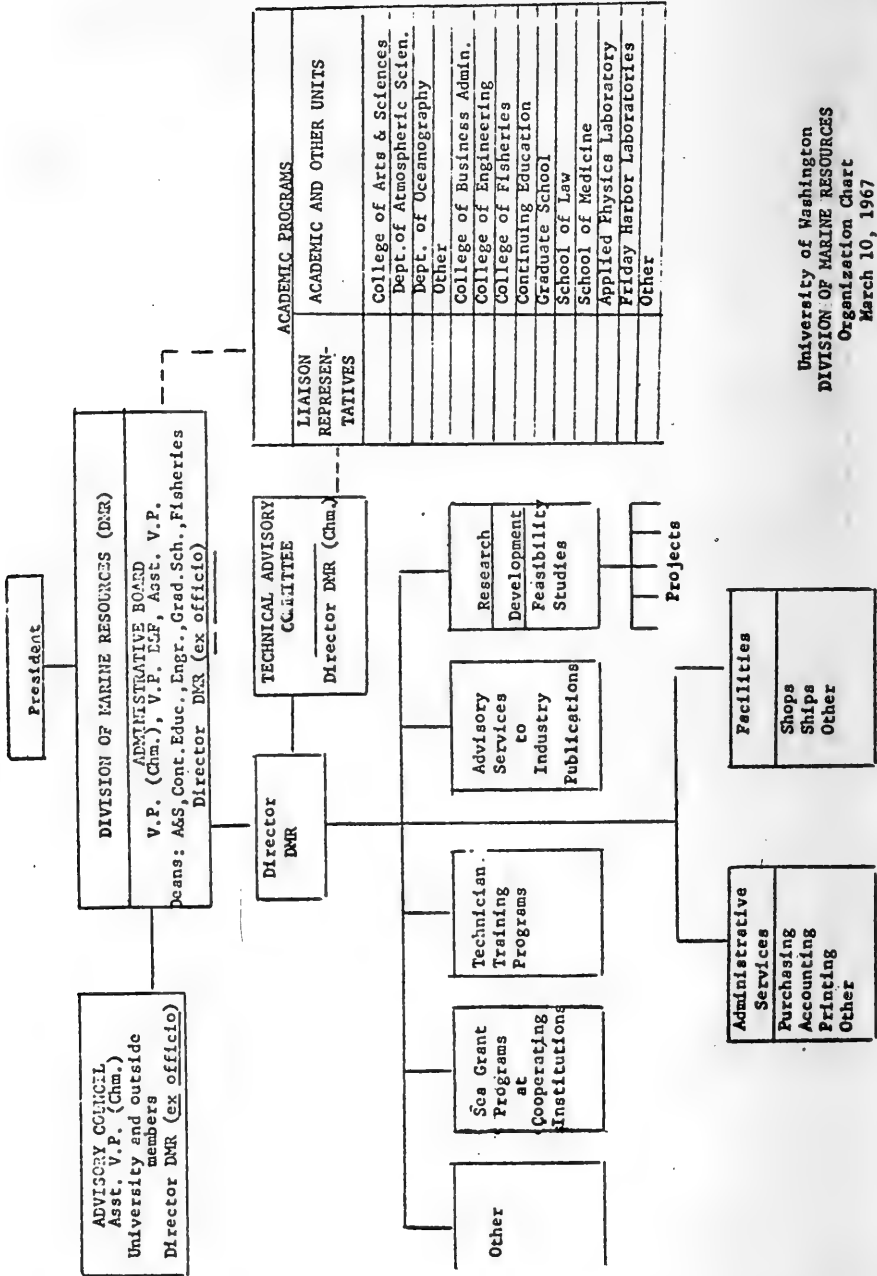 President
DIVISION OF MARINE RESOURCES (DMR)
ADMINISTRATIVE BOARD
V.P. (Chm.), V.P. , Asst. V.P.
Deans: A&S,Cont.Educ.,Engr.,Grad.Sch.,Fisheries
Director DMR (ex officio)
ADVISORY COUNCIL
Asst. V.P. (Chm.)
University and outside
members
Director DMR (ex officio)
Director
DMR
TECHNICAL ADVISORY
COMMITTEE
Director DMR (Chm.)
ACADEMIC PROGRAMS
LIAISON
REPRESEN-
TATIVES
ACADEMIC AND OTHER UNITS
College of Arts & Sciences
Dept.of Atmospheric Scien.
Dept. of Oceanography
Other
College of Business Admin.
College of Engineering
College of Fisheries
Continuing Education
Graduate School
School of Law
School of Medicine
Applied Physics Laboratory
Friday Harbor Laboratories
Other
Other
Sea Grant
Programs
at
Cooperating
Institutions
Technician
Training
Programs
Advisory
Services
to
Industry
Publications
Research
Development
Feasibility
Studies
Projects
Administrative
Services
Purchasing
Accounting
Printing
Other
Facilities
Shops
Ships
Other
University of Washington
DIVISION OF MARINE RESOURCES
Organization Chart
March 10, 1967